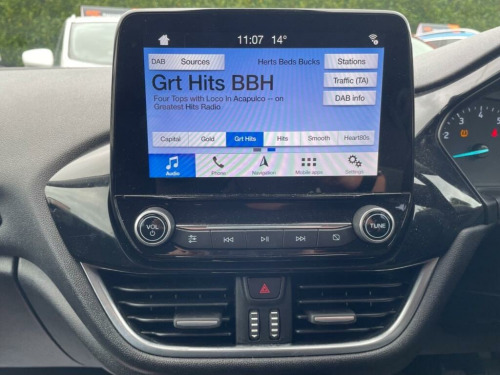 11:07 14°
DAB Sources Herts Beds Bucks Stations
Grt Hits BBH
Traffic (TA)
Four Tops with Loco In Acapulco -- on
Greatest Hits Radio
DAB info
Capital Gold Grt Hits Hits Smooth Heart80s
Audio Phone Navigation Mobile apps Settings
VOL TUNE
2